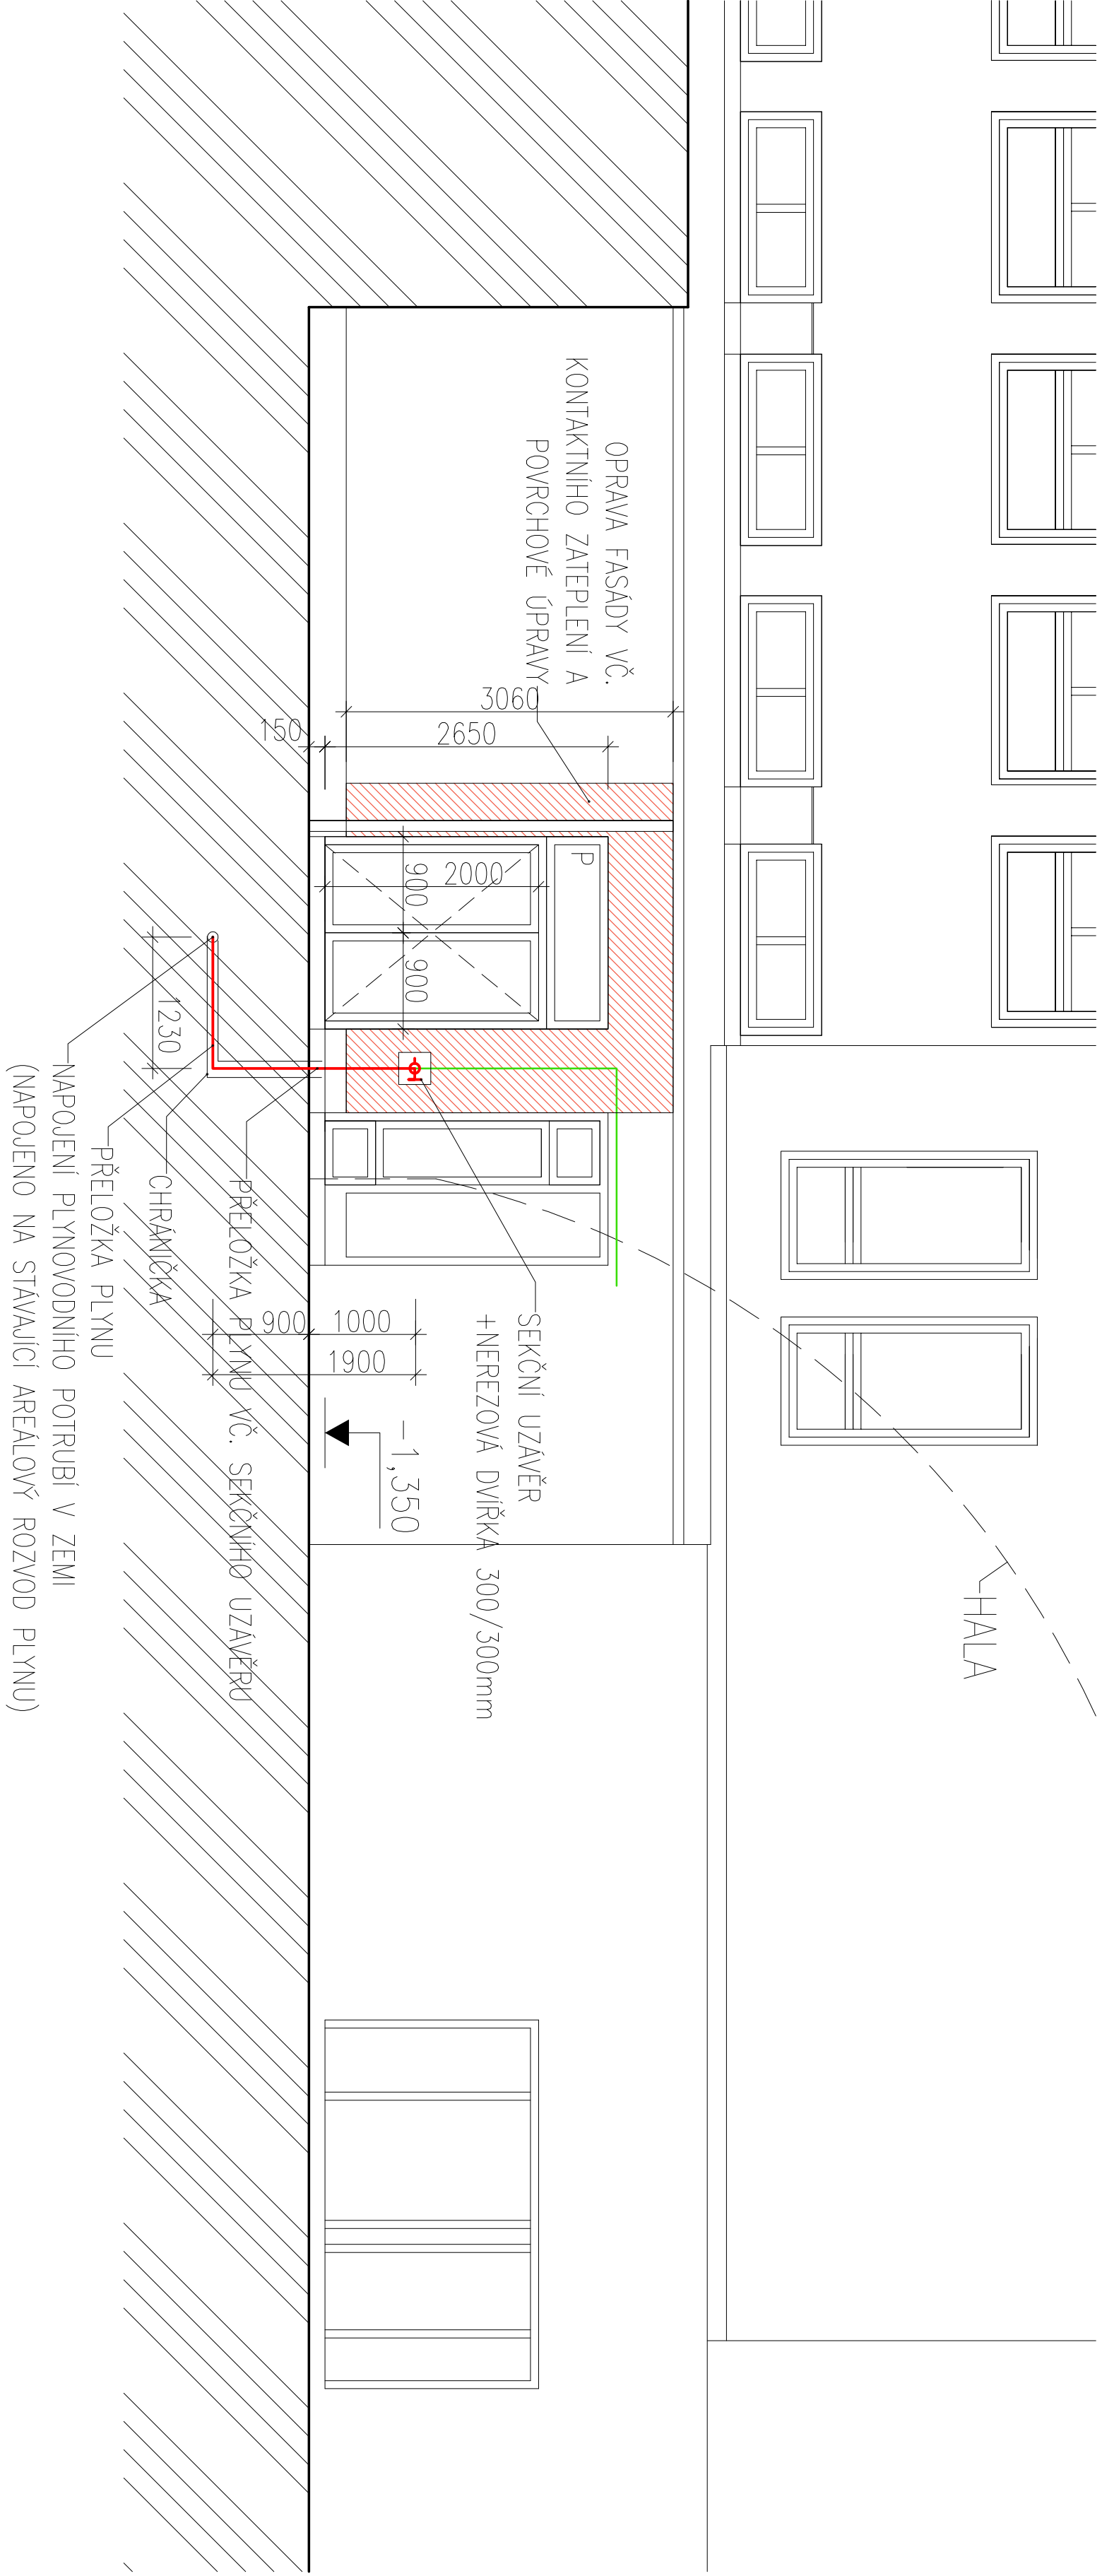 HALA
OPRAVA FASÁDY VČ.
KONTAKTNÍHO ZATEPLENÍ A
POVRCHOVÉ ÚPRAVY
3060
2650
150
P
2000
900
900
1230
SEKČNÍ UZÁVĚR
+NEREZOVÁ DVÍŘKA 300/300mm
1000
900
1900
-1,350
PŘELOŽKA PLYNU VČ. SEKČNÍHO UZÁVĚRU
CHRÁNIČKA
PŘELOŽKA PLYNU
NAPOJENÍ PLYNOVODNÍHO POTRUBÍ V ZEMI
(NAPOJENO NA STÁVAJÍCÍ AREÁLOVÝ ROZVOD PLYNU)